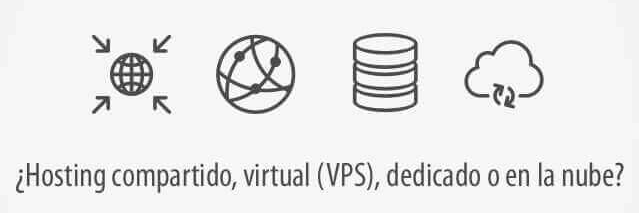 ¿Hosting compartido, virtual (VPS), dedicado o en la nube?